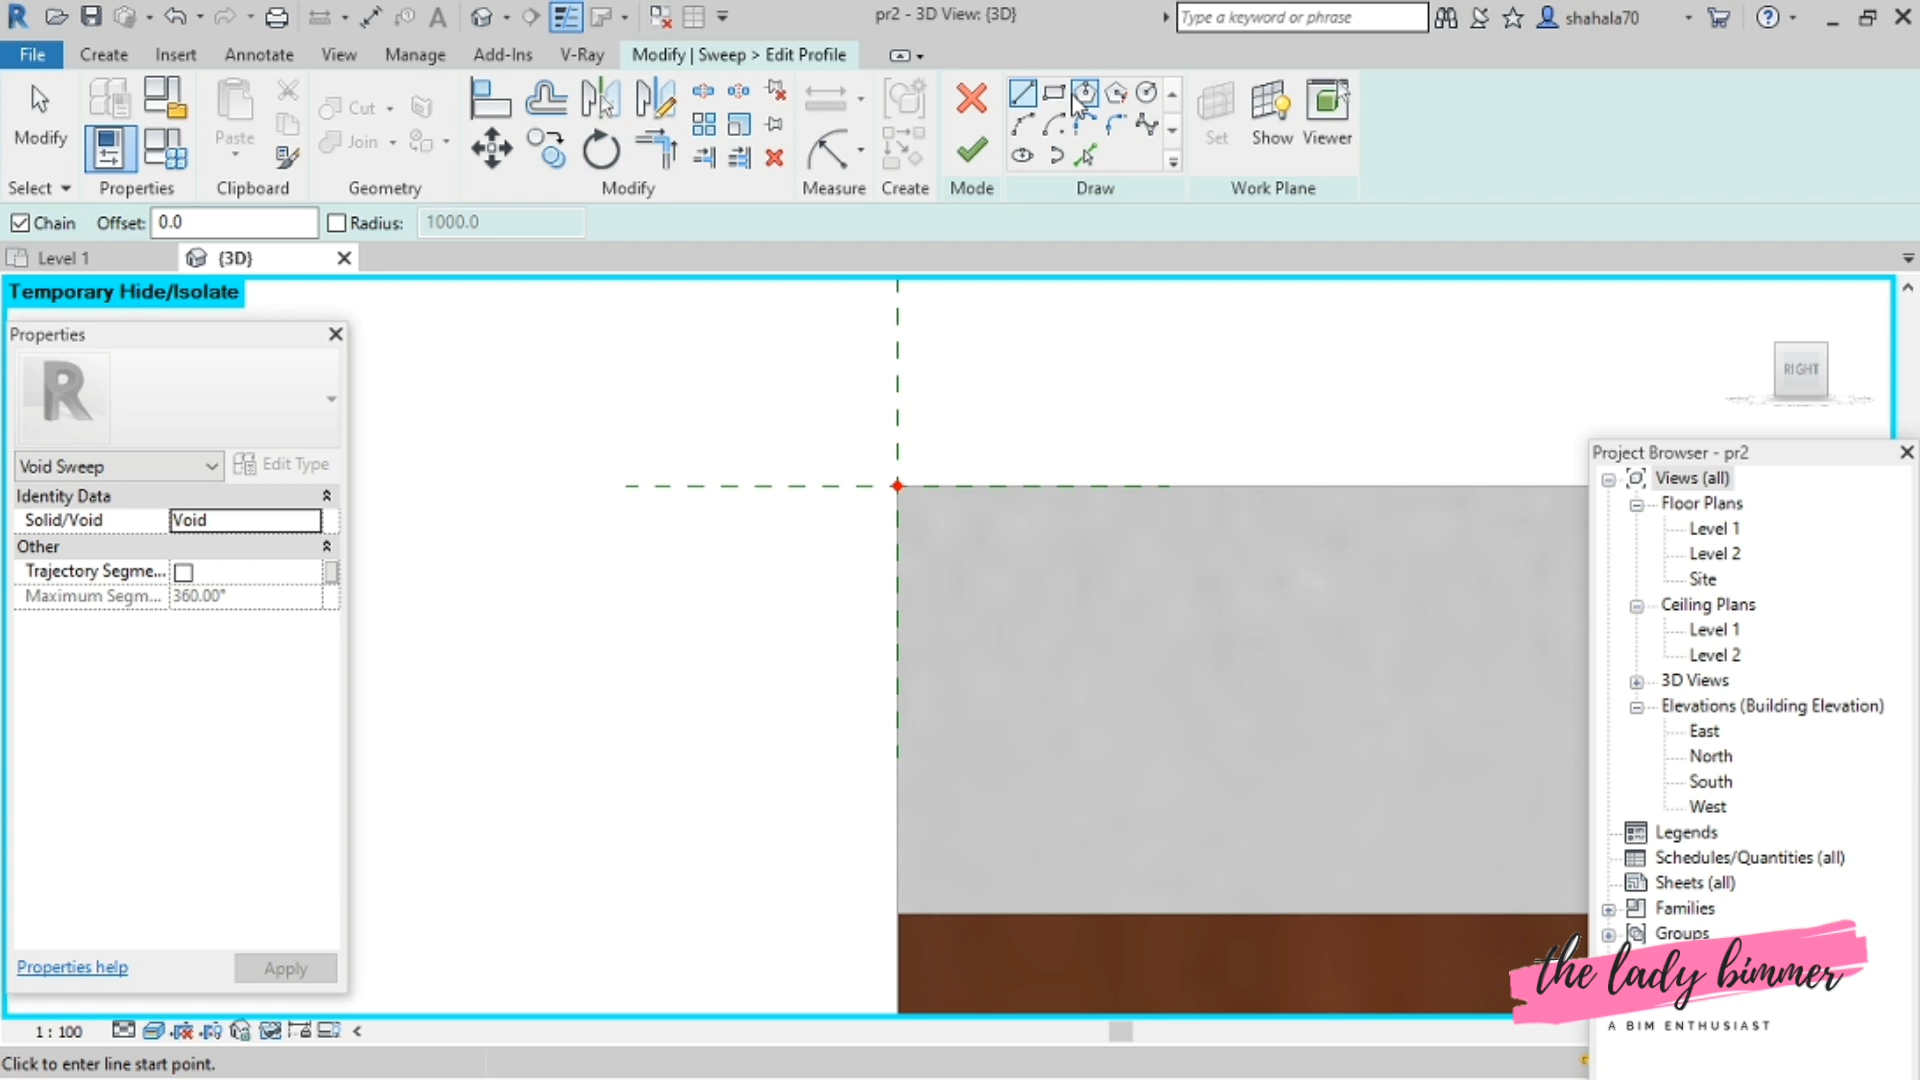 pr2 - 3D View: {3D}
Type a keyword or phrase
shahala70
File
Create
Insert
Annotate
View
Manage
Add-Ins
V-Ray
Modify | Sweep > Edit Profile
Modify
Cut
Join
Paste
Set
Show
Viewer
Select
Properties
Clipboard
Geometry
Modify
Measure
Create
Mode
Draw
Work Plane
Chain
Offset:
0.0
Radius:
1000.0
Level 1
{3D}
Temporary Hide/Isolate
Properties
Void Sweep
Edit Type
Identity Data
Solid/Void
Void
Other
Trajectory Segme...
Maximum Segm...
360.00°
Properties help
Apply
RIGHT
Project Browser - pr2
Views (all)
Floor Plans
Level 1
Level 2
Site
Ceiling Plans
Level 1
Level 2
3D Views
Elevations (Building Elevation)
East
North
South
West
Legends
Schedules/Quantities (all)
Sheets (all)
Families
Groups
the lady bimmer
A BIM ENTHUSIAST
1 : 100
Click to enter line start point.